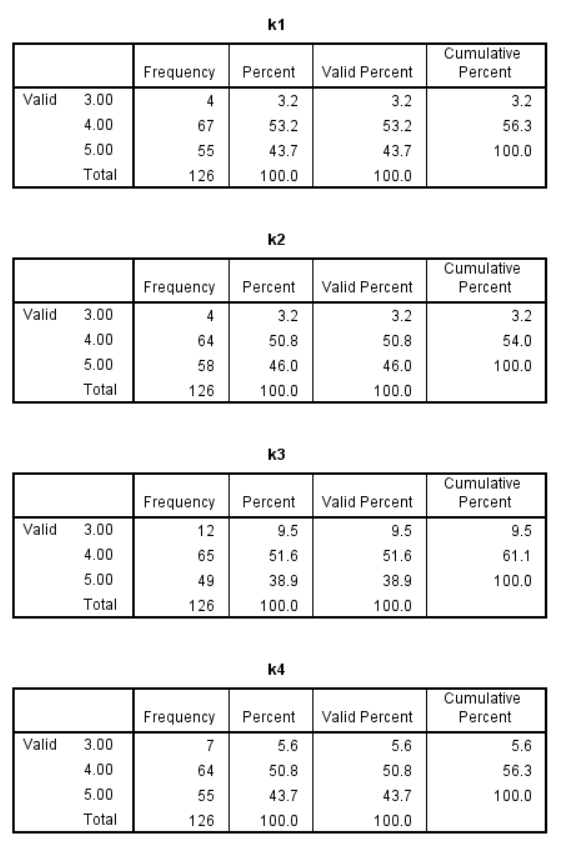 k1
Frequency Percent Valid Percent Cumulative Percent
Valid 3.00 4 3.2 3.2 3.2
4.00 67 53.2 53.2 56.3
5.00 55 43.7 43.7 100.0
Total 126 100.0 100.0
k2
Frequency Percent Valid Percent Cumulative Percent
Valid 3.00 4 3.2 3.2 3.2
4.00 64 50.8 50.8 54.0
5.00 58 46.0 46.0 100.0
Total 126 100.0 100.0
k3
Frequency Percent Valid Percent Cumulative Percent
Valid 3.00 12 9.5 9.5 9.5
4.00 65 51.6 51.6 61.1
5.00 49 38.9 38.9 100.0
Total 126 100.0 100.0
k4
Frequency Percent Valid Percent Cumulative Percent
Valid 3.00 7 5.6 5.6 5.6
4.00 64 50.8 50.8 56.3
5.00 55 43.7 43.7 100.0
Total 126 100.0 100.0